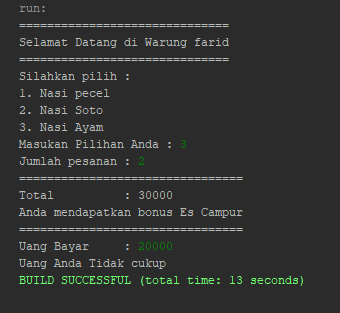 run:
==============================
Selamat Datang di Warung farid
==============================
Silahkan pilih :
1. Nasi pecel
2. Nasi Soto
3. Nasi Ayam
Masukan Pilihan Anda : 3
Jumlah pesanan : 2
================================
Total          : 30000
Anda mendapatkan bonus Es Campur
================================
Uang Bayar     : 20000
Uang Anda Tidak cukup
BUILD SUCCESSFUL (total time: 13 seconds)